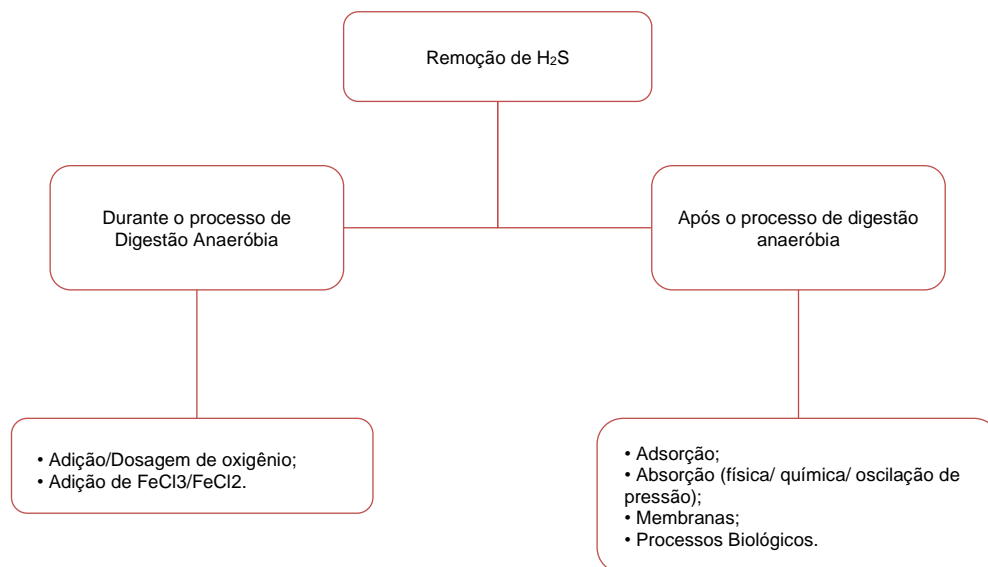 Remoção de H₂S
Durante o processo de
Digestão Anaeróbia
Após o processo de digestão
anaeróbia
• Adição/Dosagem de oxigênio;
• Adição de FeCl3/FeCl2.
• Adsorção;
• Absorção (física/ química/ oscilação de
pressão);
• Membranas;
• Processos Biológicos.